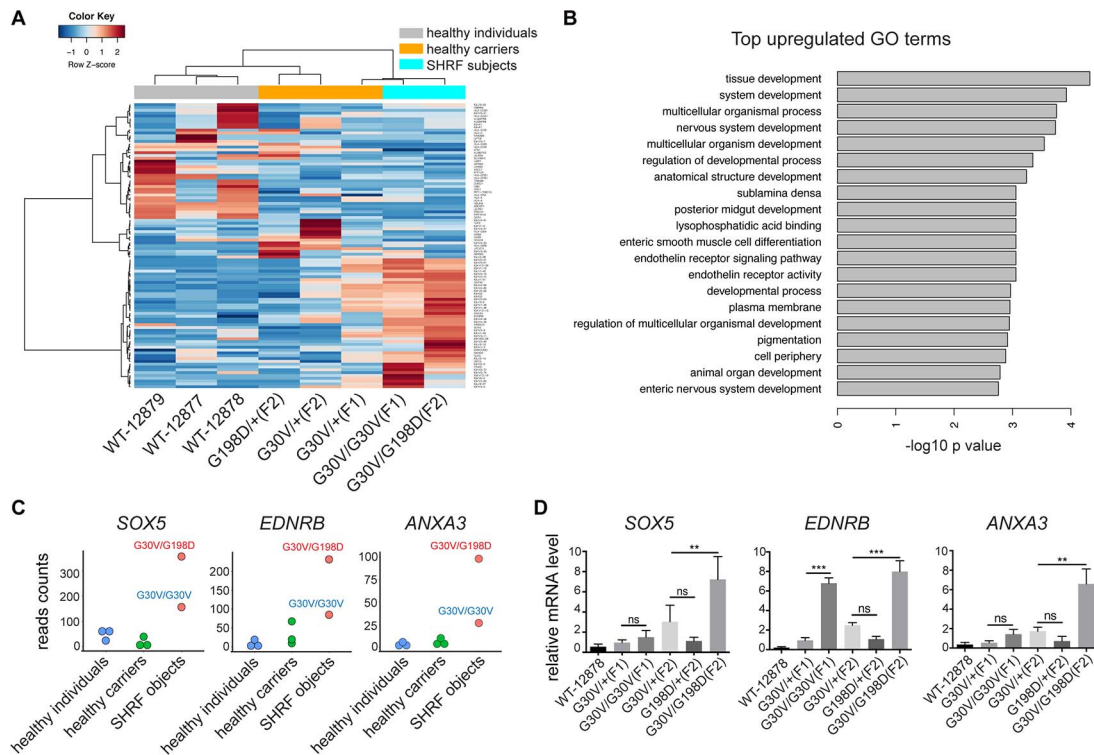 A
Color Key
−1 0 1 2
Row Z-score
healthy individuals
healthy carriers
SHRF subjects
WT-12879
WT-12877
WT-12878
G198D/+(F2)
G30V/+(F2)
G30V/+(F1)
G30V/G30V(F1)
G30V/G198D(F2)
B
Top upregulated GO terms
tissue development
system development
multicellular organismal process
nervous system development
multicellular organism development
regulation of developmental process
anatomical structure development
sublamina densa
posterior midgut development
lysophosphatidic acid binding
enteric smooth muscle cell differentiation
endothelin receptor signaling pathway
endothelin receptor activity
developmental process
plasma membrane
regulation of multicellular organismal development
pigmentation
cell periphery
animal organ development
enteric nervous system development
0 1 2 3 4
-log10 p value
C
SOX5 EDNRB ANXA3
reads counts
300
200
100
0
G30V/G198D
G30V/G30V
healthy individuals
healthy carriers
SHRF objects
200
150
100
50
0
G30V/G198D
G30V/G30V
healthy individuals
healthy carriers
SHRF objects
100
75
50
25
0
G30V/G198D
G30V/G30V
healthy individuals
healthy carriers
SHRF objects
D
SOX5 EDNRB ANXA3
relative mRNA level
10
8
6
4
2
0
**
ns
ns
WT-12878
G30V/+(F1)
G30V/G30V(F1)
G30V/+(F2)
G198D/+(F2)
G30V/G198D(F2)
10
8
6
4
2
0
***
***
ns
WT-12878
G30V/+(F1)
G30V/G30V(F1)
G30V/+(F2)
G198D/+(F2)
G30V/G198D(F2)
10
8
6
4
2
0
**
ns
ns
WT-12878
G30V/+(F1)
G30V/G30V(F1)
G30V/+(F2)
G198D/+(F2)
G30V/G198D(F2)